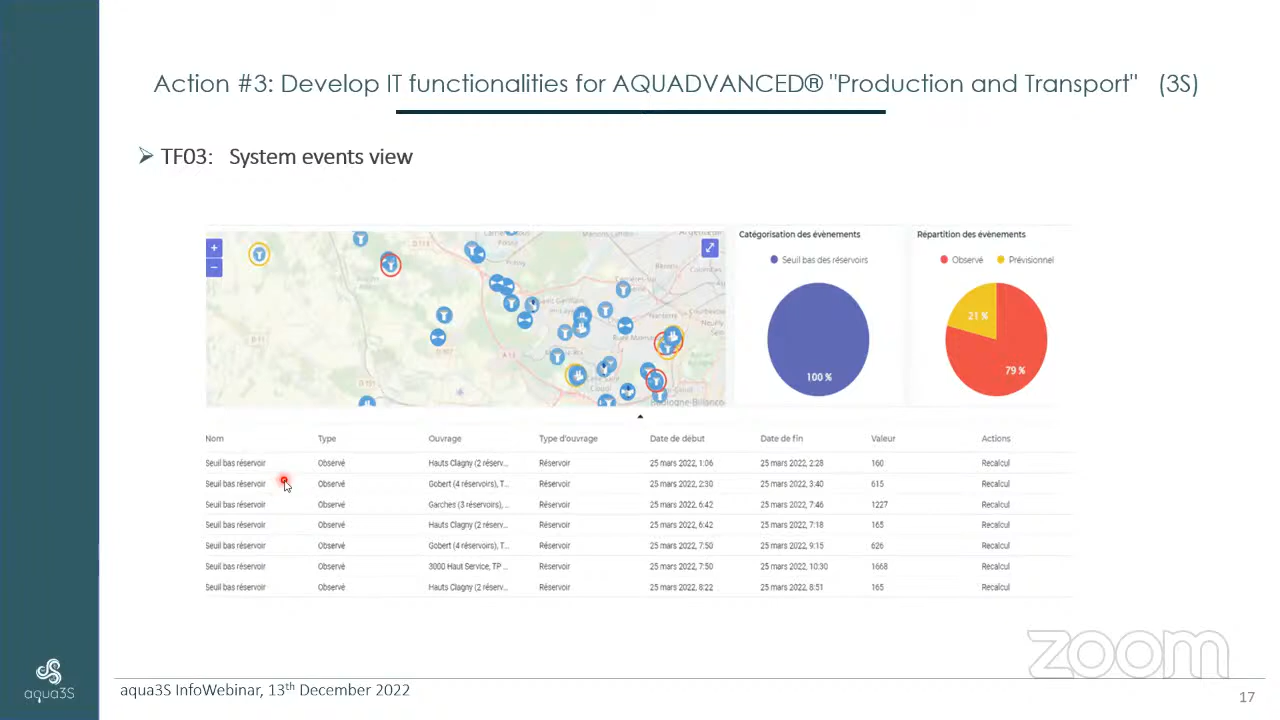 Action #3: Develop IT functionalities for AQUADVANCED® "Production and Transport" (3S)
TF03: System events view
Catégorisation des évènements
Seuil bas des réservoirs
100 %
Répartition des évènements
Observé Prévisionnel
21 %
79 %
Nom Type Ouvrage Type d'ouvrage Date de début Date de fin Valeur Actions
Seuil bas réservoir Observé Hauts Clagny (2 réserv... Réservoir 25 mars 2022, 1:06 25 mars 2022, 2:28 160 Recalcul
Seuil bas réservoir Observé Gobert (4 réservoirs), T... Réservoir 25 mars 2022, 2:30 25 mars 2022, 3:40 615 Recalcul
Seuil bas réservoir Observé Garches (3 réservoirs), ... Réservoir 25 mars 2022, 6:42 25 mars 2022, 7:46 1227 Recalcul
Seuil bas réservoir Observé Hauts Clagny (2 réserv... Réservoir 25 mars 2022, 6:42 25 mars 2022, 7:18 165 Recalcul
Seuil bas réservoir Observé Gobert (4 réservoirs), T... Réservoir 25 mars 2022, 7:50 25 mars 2022, 9:15 626 Recalcul
Seuil bas réservoir Observé 3000 Haut Service, TP ... Réservoir 25 mars 2022, 7:50 25 mars 2022, 10:30 1668 Recalcul
Seuil bas réservoir Observé Hauts Clagny (2 réserv... Réservoir 25 mars 2022, 8:22 25 mars 2022, 8:51 165 Recalcul
zoom
aqua3S
aqua3S InfoWebinar, 13th December 2022
17